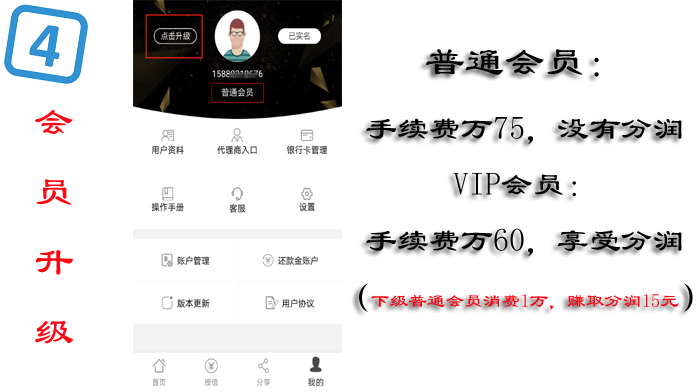 4
会员升级
点击升级
已实名
普通会员
用户资料
代理商入口
银行卡管理
操作手册
客服
设置
账户管理
还款金账户
版本更新
用户协议
首页
授信
分享
我的
普通会员：
手续费万75，没有分润
VIP会员：
手续费万60，享受分润
（下级普通会员消费1万，赚取分润15元）